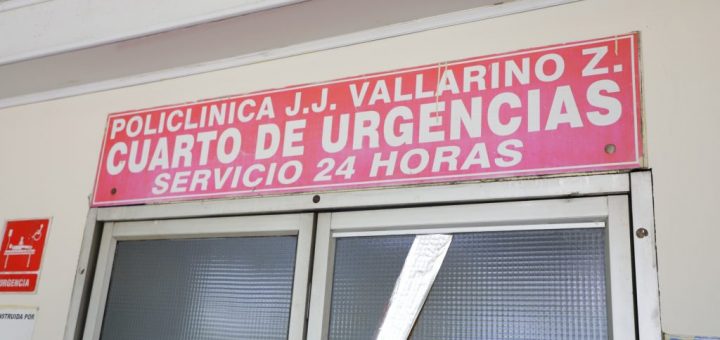 POLICLINICA J.J. VALLARINO Z.
CUARTO DE URGENCIAS
SERVICIO 24 HORAS
URGENCIA